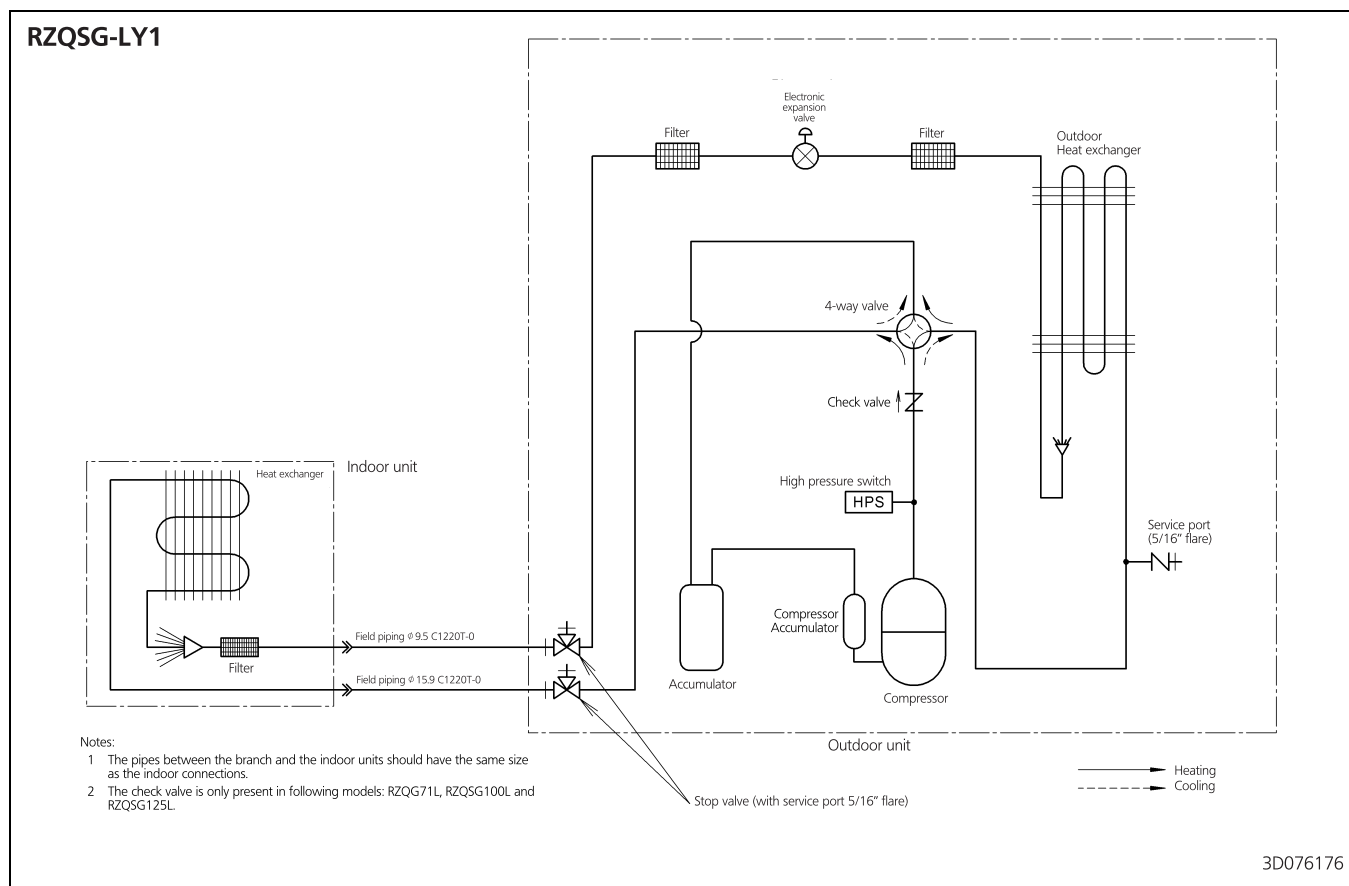 RZQSG-LY1
Electronic
expansion
valve
Filter
Filter
Outdoor
Heat exchanger
4-way valve
Check valve
High pressure switch
HPS
Service port
(5/16" flare)
Compressor
Accumulator
Accumulator
Compressor
Outdoor unit
Indoor unit
Heat exchanger
Filter
Field piping ϕ 9.5 C1220T-0
Field piping ϕ 15.9 C1220T-0
Stop valve (with service port 5/16" flare)
Notes:
1 The pipes between the branch and the indoor units should have the same size
as the indoor connections.
2 The check valve is only present in following models: RZQG71L, RZQSG100L and
RZQSG125L.
Heating
Cooling
3D076176